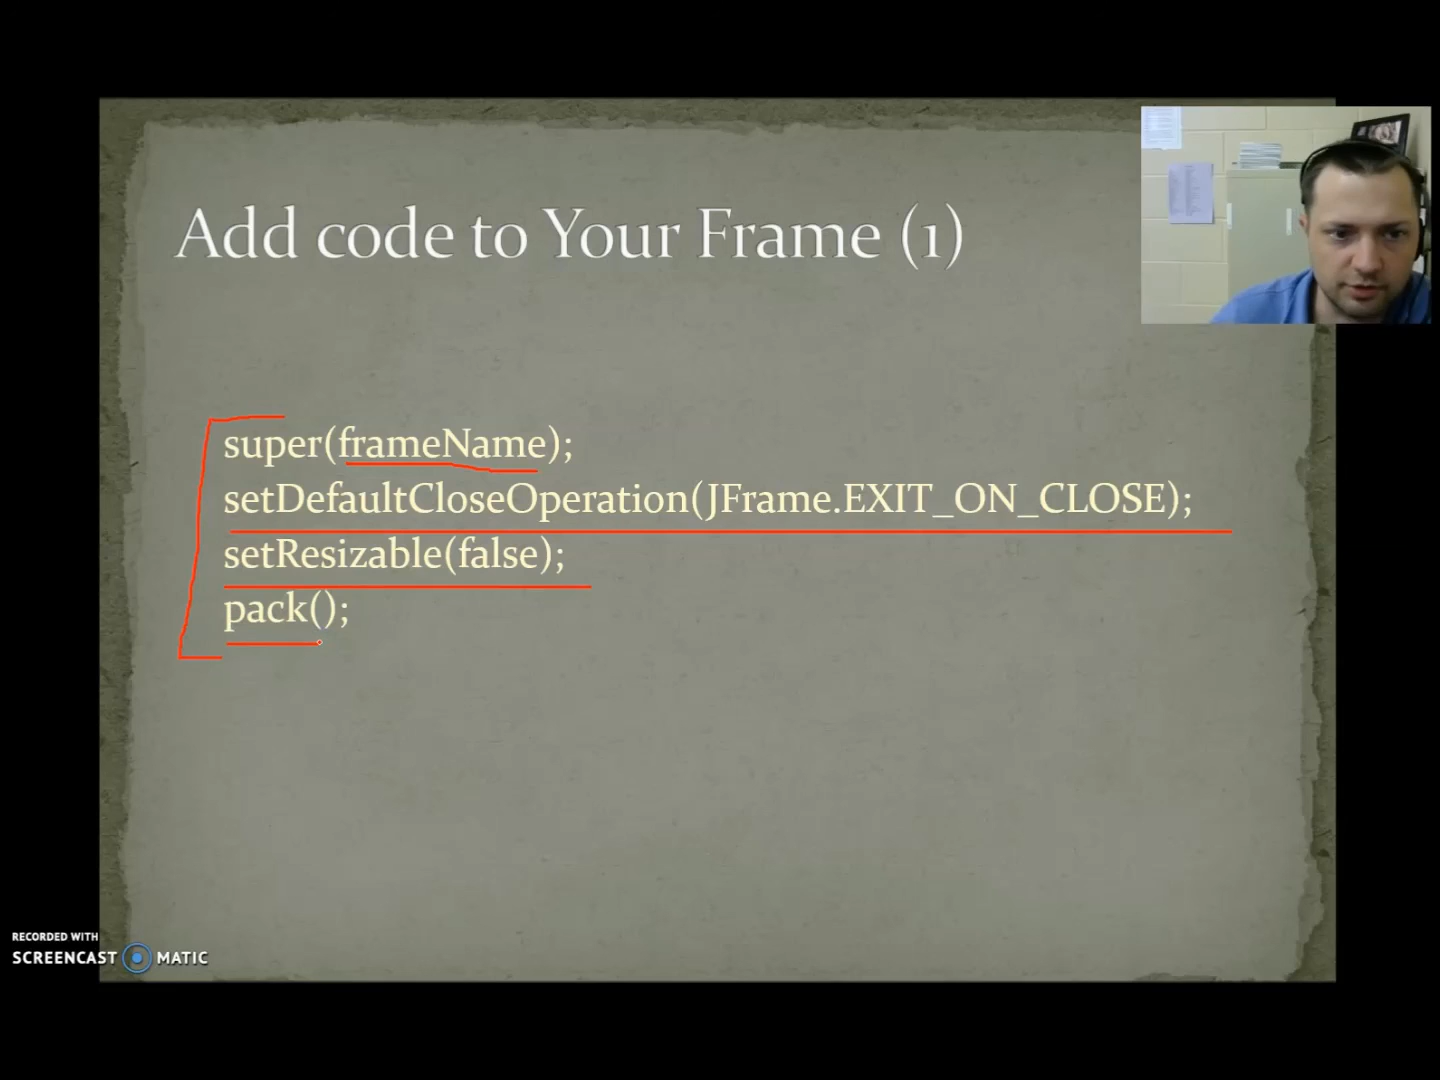 Add code to Your Frame (1)
super(frameName);
setDefaultCloseOperation(JFrame.EXIT_ON_CLOSE);
setResizable(false);
pack();
RECORDED WITH
SCREENCAST MATIC